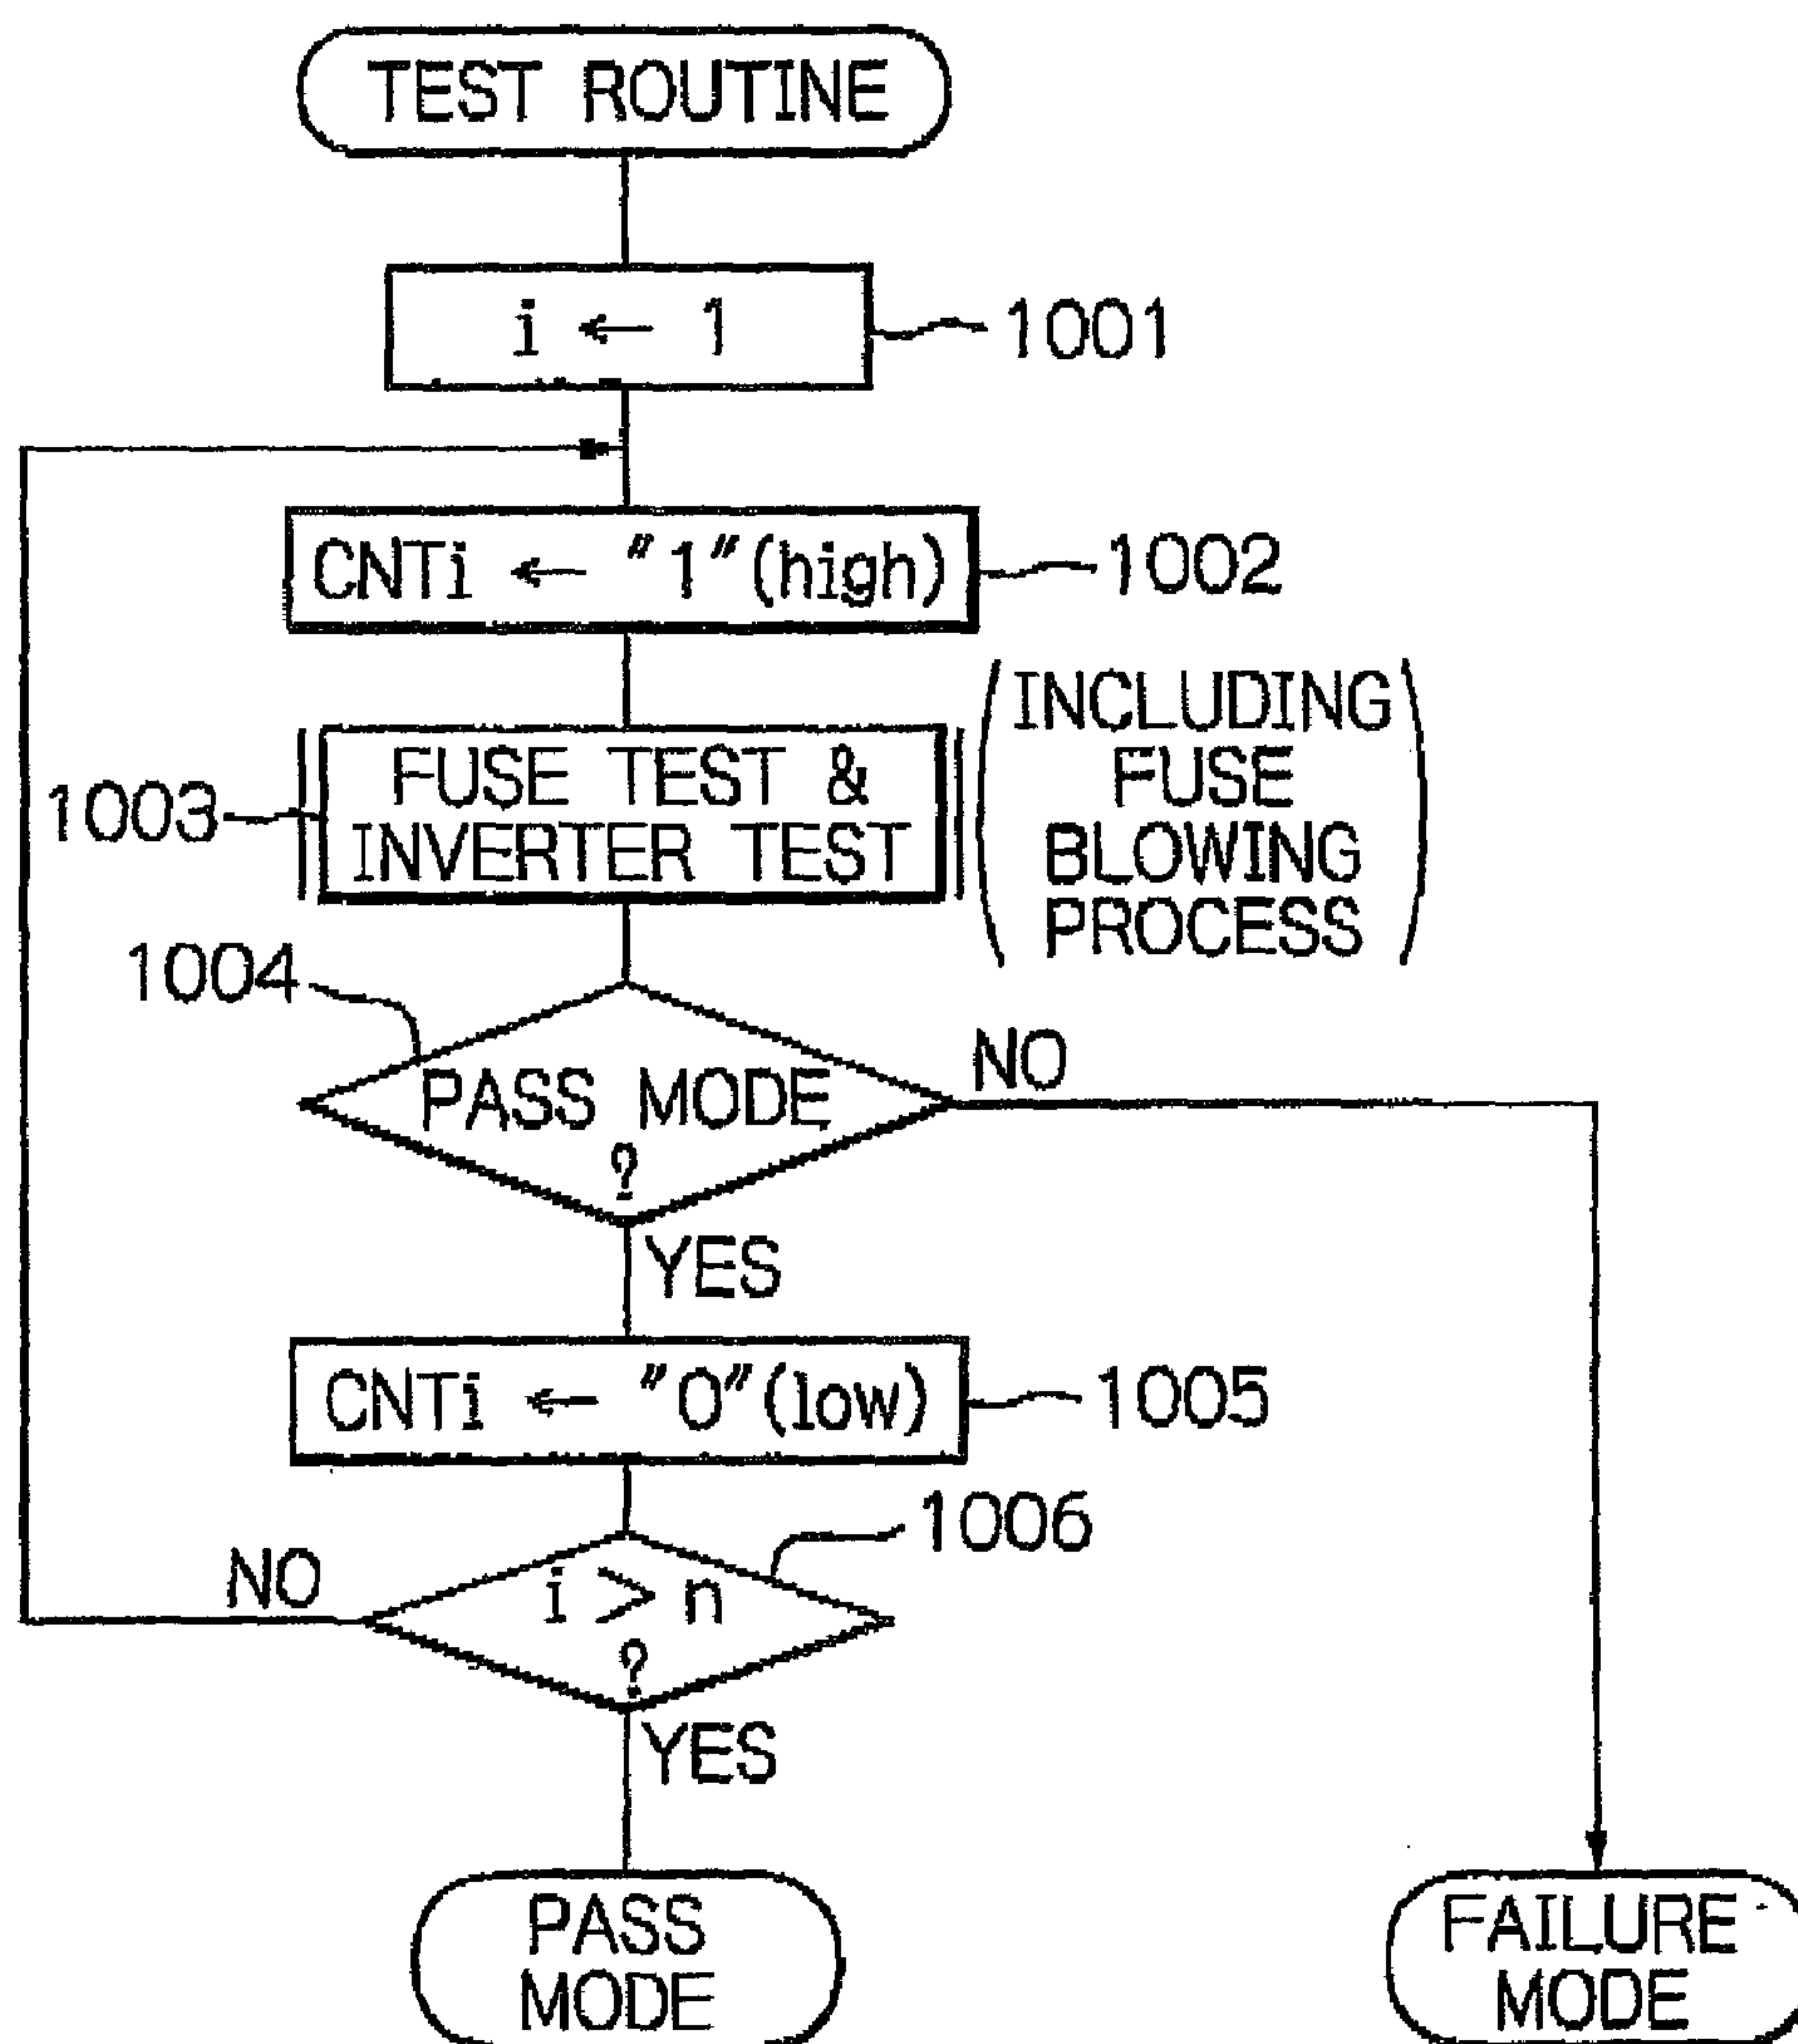 TEST ROUTINE
i ← 1
1001
CNTi ← "1"(high)
1002
1003
FUSE TEST &
INVERTER TEST
(INCLUDING
FUSE
BLOWING
PROCESS)
1004
PASS MODE
?
NO
YES
CNTi ← "0"(low)
1005
1006
i > n
?
NO
YES
PASS
MODE
FAILURE
MODE